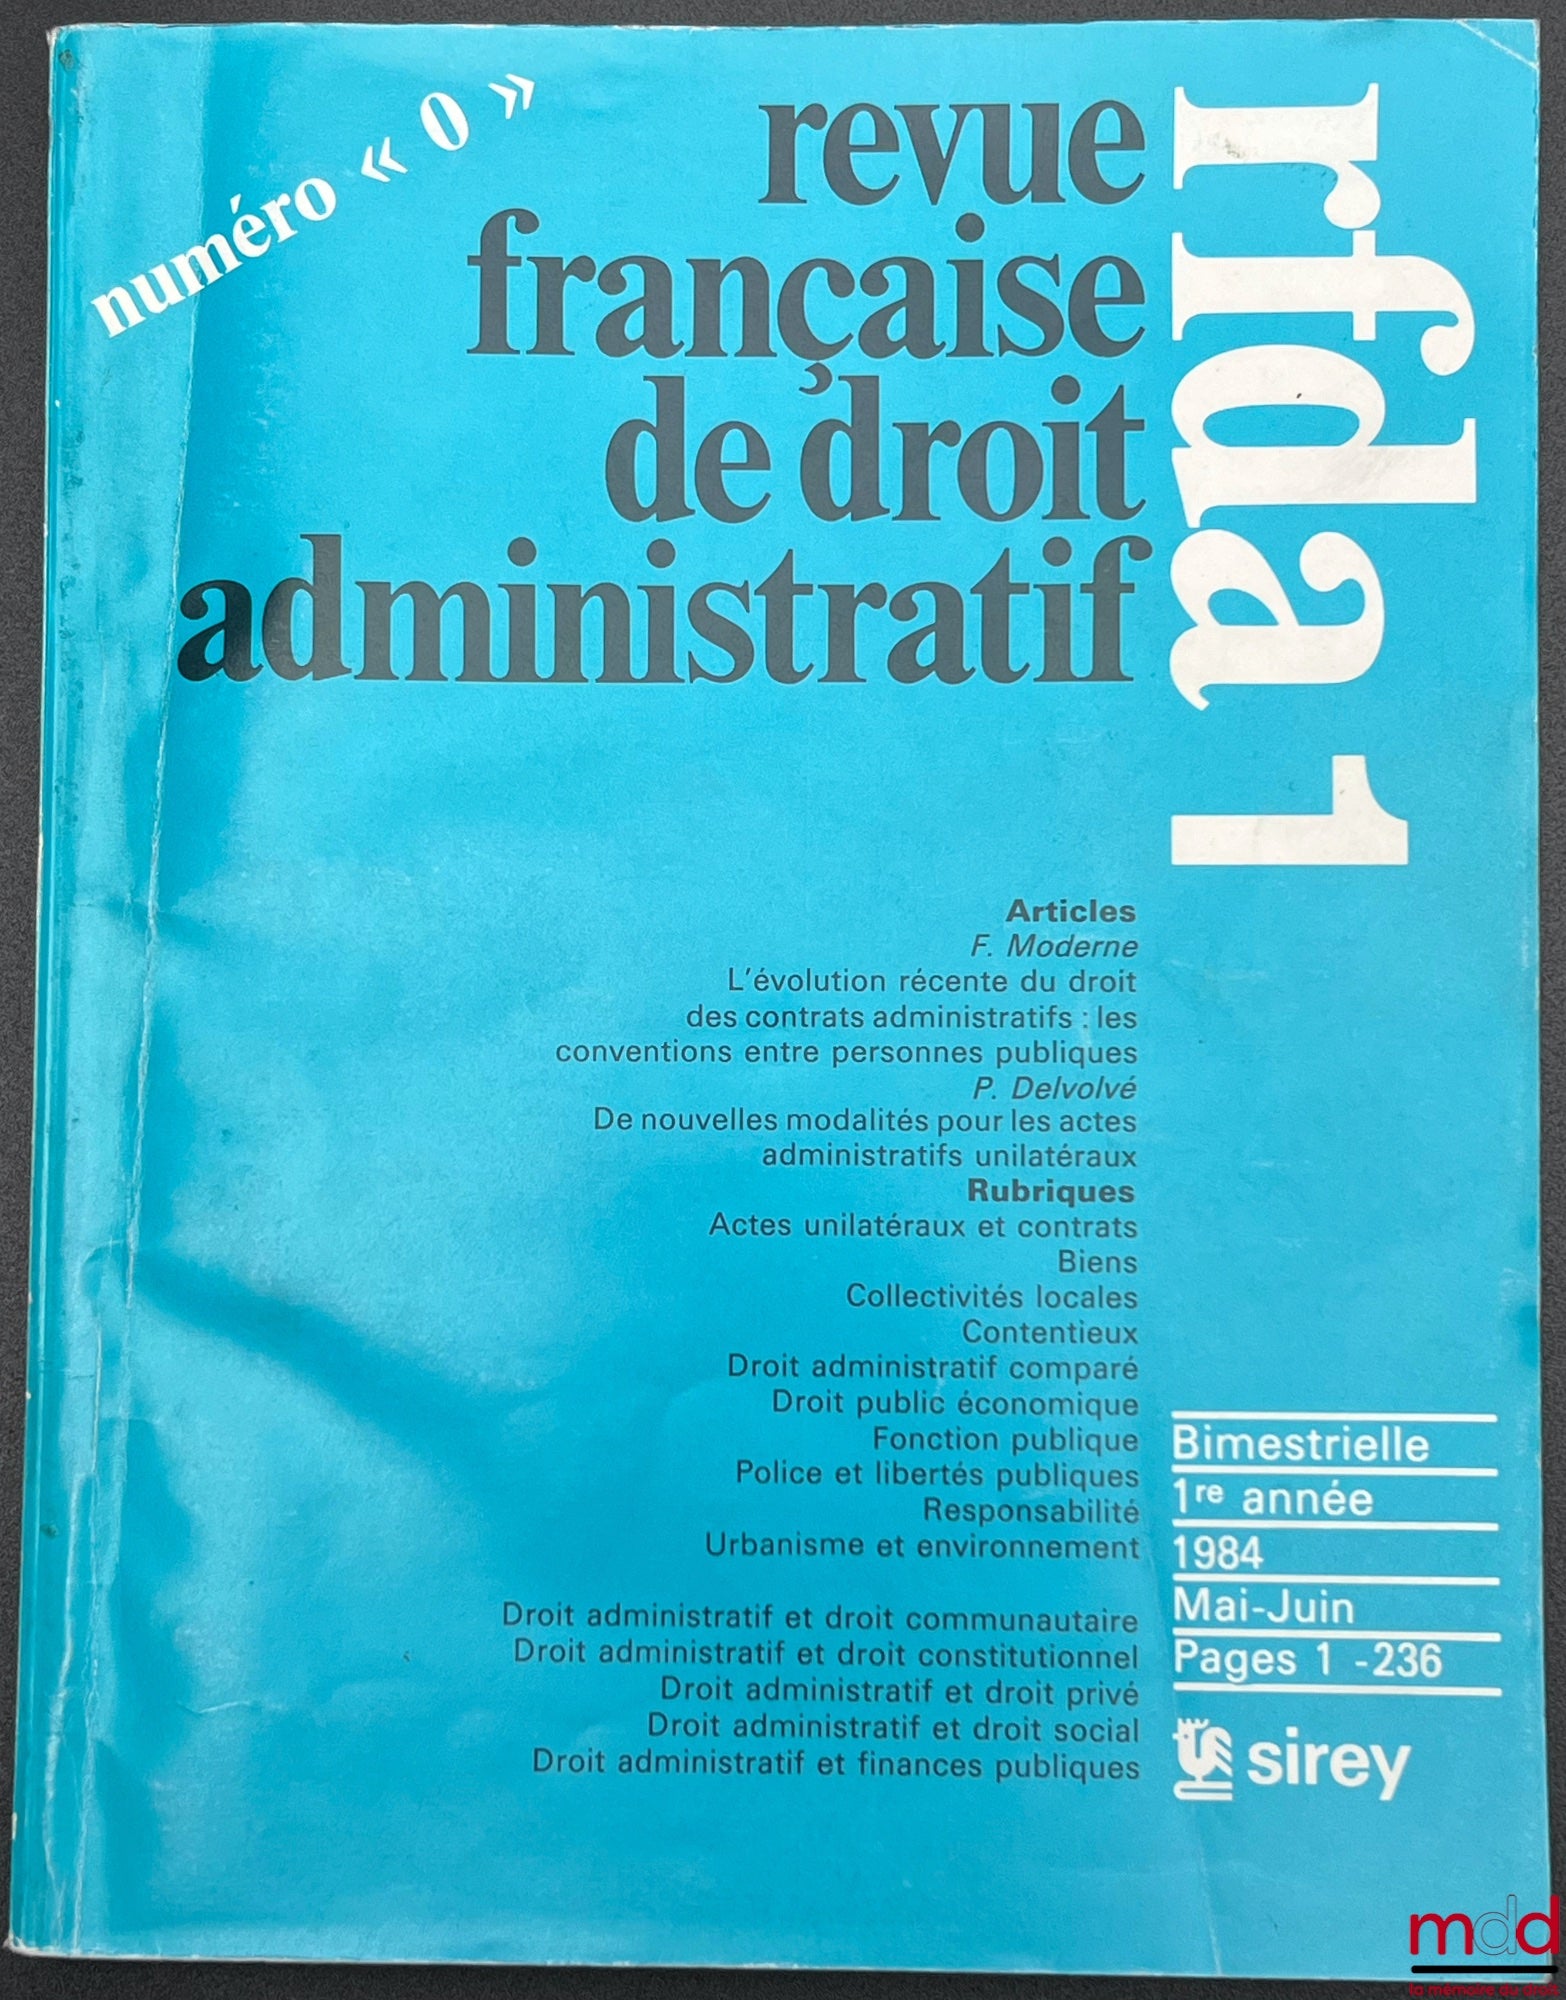 numéro « 0 »
revue
française
de droit
administratif
rfda 1
Articles
F. Moderne
L'évolution récente du droit
des contrats administratifs : les
conventions entre personnes publiques
P. Delvolvé
De nouvelles modalités pour les actes
administratifs unilatéraux
Rubriques
Actes unilatéraux et contrats
Biens
Collectivités locales
Contentieux
Droit administratif comparé
Droit public économique
Fonction publique
Police et libertés publiques
Responsabilité
Urbanisme et environnement
Droit administratif et droit communautaire
Droit administratif et droit constitutionnel
Droit administratif et droit privé
Droit administratif et droit social
Droit administratif et finances publiques
Bimestrielle
1re année
1984
Mai-Juin
Pages 1 -236
sirey
mdd
la mémoire du droit